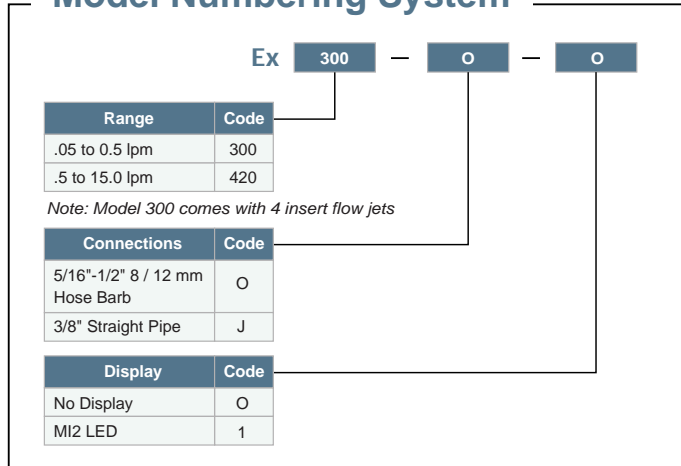 Model Numbering System
Ex 300 — O — O
Range Code
.05 to 0.5 lpm 300
.5 to 15.0 lpm 420
Note: Model 300 comes with 4 insert flow jets
Connections Code
5/16"-1/2" 8 / 12 mm
Hose Barb O
3/8" Straight Pipe J
Display Code
No Display O
MI2 LED 1